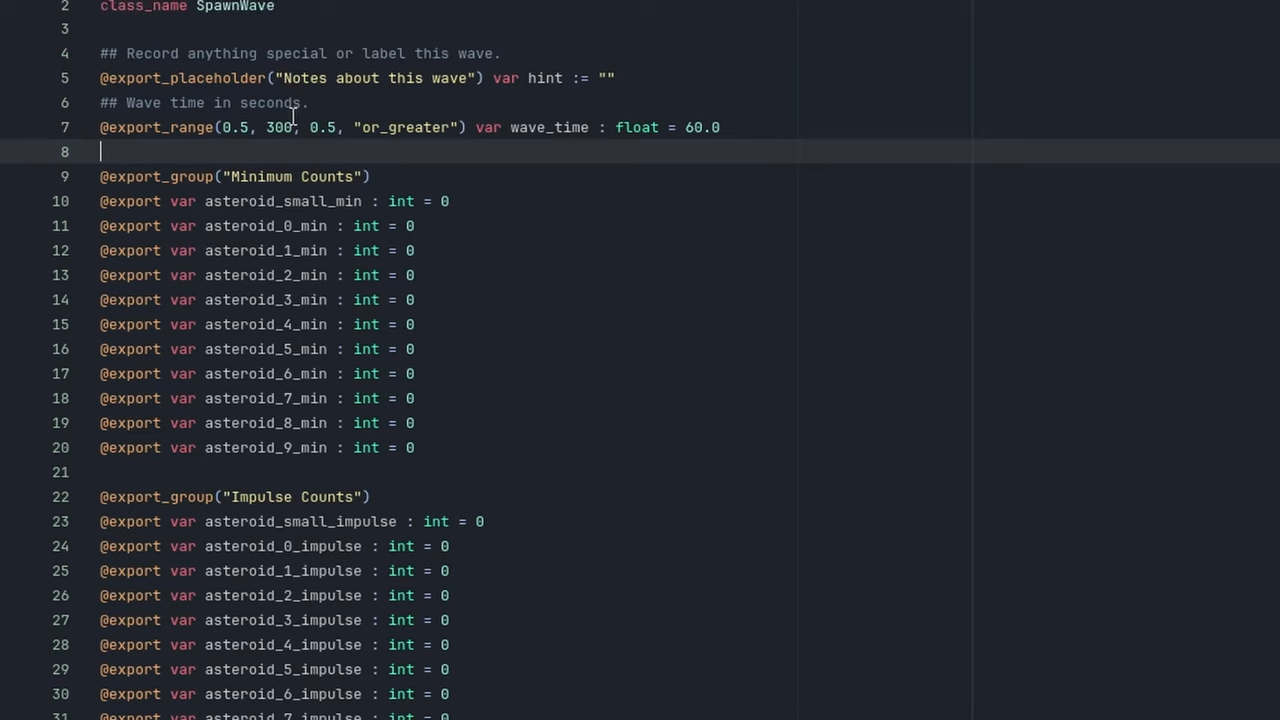 2 class_name SpawnWave
3
4 ## Record anything special or label this wave.
5 @export_placeholder("Notes about this wave") var hint := ""
6 ## Wave time in seconds.
7 @export_range(0.5, 300, 0.5, "or_greater") var wave_time : float = 60.0
8
9 @export_group("Minimum Counts")
10 @export var asteroid_small_min : int = 0
11 @export var asteroid_0_min : int = 0
12 @export var asteroid_1_min : int = 0
13 @export var asteroid_2_min : int = 0
14 @export var asteroid_3_min : int = 0
15 @export var asteroid_4_min : int = 0
16 @export var asteroid_5_min : int = 0
17 @export var asteroid_6_min : int = 0
18 @export var asteroid_7_min : int = 0
19 @export var asteroid_8_min : int = 0
20 @export var asteroid_9_min : int = 0
21
22 @export_group("Impulse Counts")
23 @export var asteroid_small_impulse : int = 0
24 @export var asteroid_0_impulse : int = 0
25 @export var asteroid_1_impulse : int = 0
26 @export var asteroid_2_impulse : int = 0
27 @export var asteroid_3_impulse : int = 0
28 @export var asteroid_4_impulse : int = 0
29 @export var asteroid_5_impulse : int = 0
30 @export var asteroid_6_impulse : int = 0
31 @export var asteroid_7_impulse : int = 0